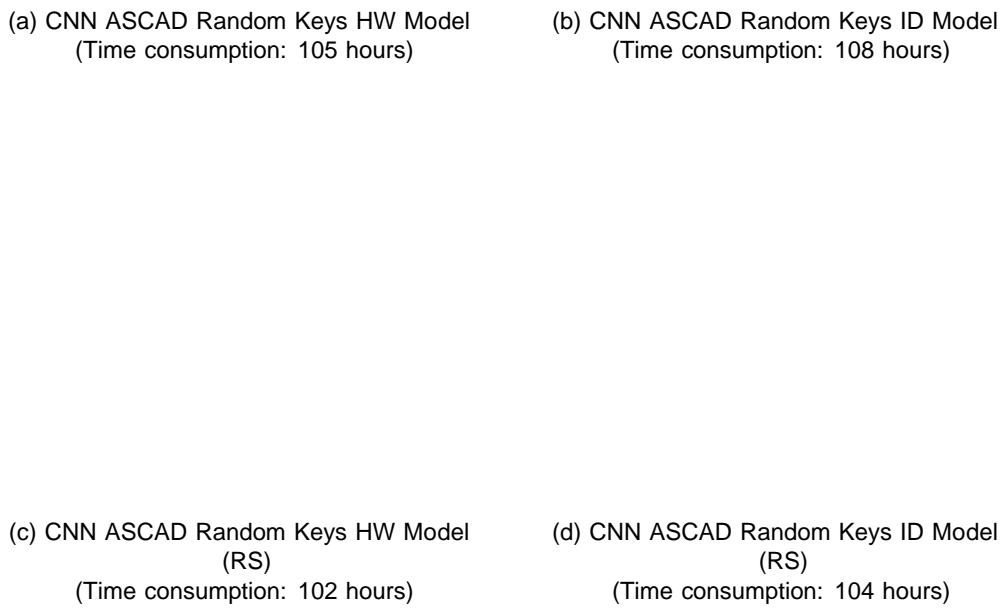 (a) CNN ASCAD Random Keys HW Model
(Time consumption: 105 hours)
(b) CNN ASCAD Random Keys ID Model
(Time consumption: 108 hours)
(c) CNN ASCAD Random Keys HW Model
(RS)
(Time consumption: 102 hours)
(d) CNN ASCAD Random Keys ID Model
(RS)
(Time consumption: 104 hours)